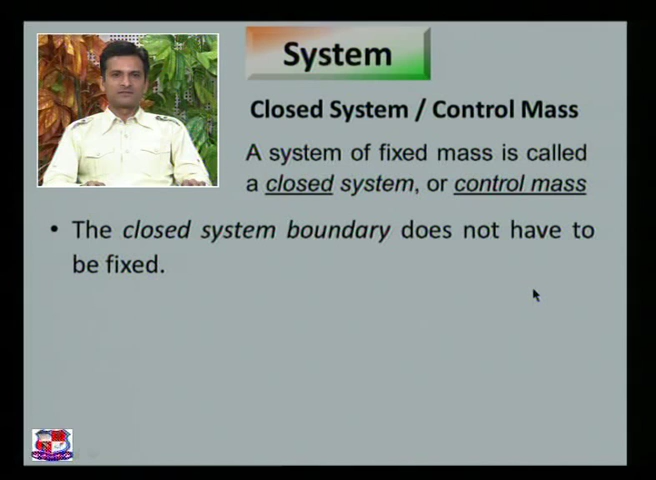 System
Closed System / Control Mass
A system of fixed mass is called
a closed system, or control mass
• The closed system boundary does not have to
be fixed.